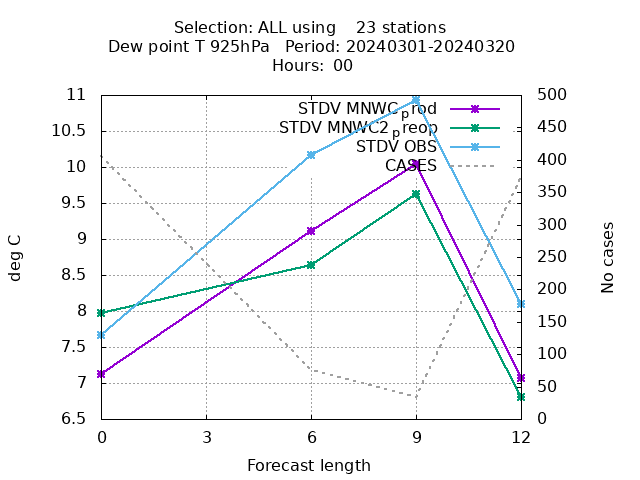 Selection: ALL using    23 stations
Dew point T 925hPa   Period: 20240301-20240320
Hours:  00
11
10.5
10
9.5
9
8.5
8
7.5
7
6.5
500
450
400
350
300
250
200
150
100
50
0
STDV MNWCprod
STDV MNWC2preop
STDV OBS
CASES
deg C
No cases
0 3 6 9 12
Forecast length